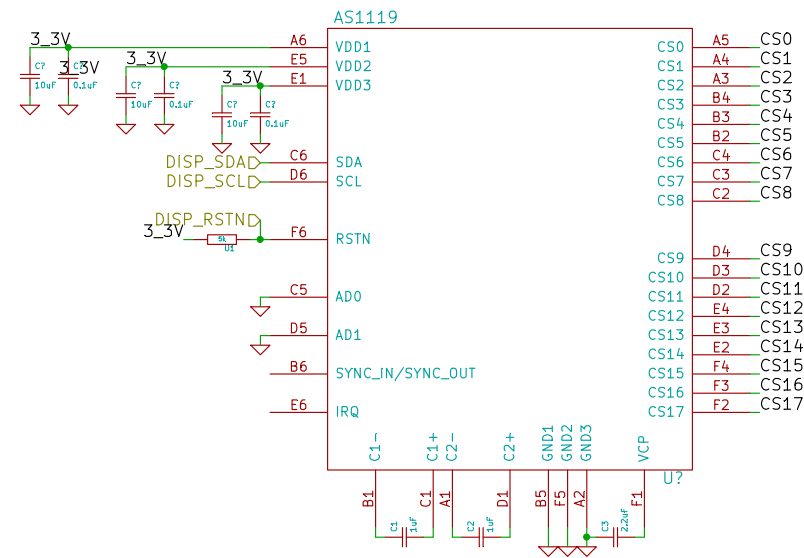 AS1119
3_3V A6 VDD1 CS0 A5 CS0
3_3V E5 VDD2 CS1 A4 CS1
C? C? 3_3V
10uF 0.1uF
3_3V E1 VDD3 CS2 A3 CS2
C? C?
10uF 0.1uF
C? C?
10uF 0.1uF
CS3 B4 CS3
CS4 B3 CS4
CS5 B2 CS5
DISP_SDA C6 SDA CS6 C4 CS6
DISP_SCL D6 SCL CS7 C3 CS7
CS8 C2 CS8
DISP_RSTN
3_3V F6 RSTN
5k
U1
CS9 D4 CS9
CS10 D3 CS10
C5 AD0 CS11 D2 CS11
CS12 E4 CS12
D5 AD1 CS13 E3 CS13
CS14 E2 CS14
B6 SYNC_IN/SYNC_OUT CS15 F4 CS15
CS16 F3 CS16
E6 IRQ CS17 F2 CS17
C1- C1+ C2- C2+ GND1 GND2 GND3 VCP
U?
B1 C1 A1 D1 B5 F5 A2 F1
C1 1uF C2 1uF C3 2.2uF